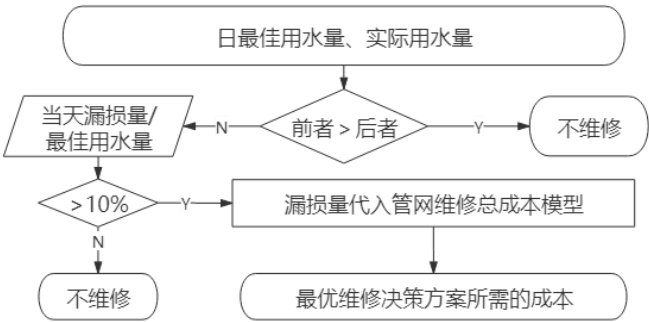 日最佳用水量、实际用水量
当天漏损量/
最佳用水量
N
前者>后者
Y
不维修
>10%
Y
漏损量代入管网维修总成本模型
N
不维修
最优维修决策方案所需的成本